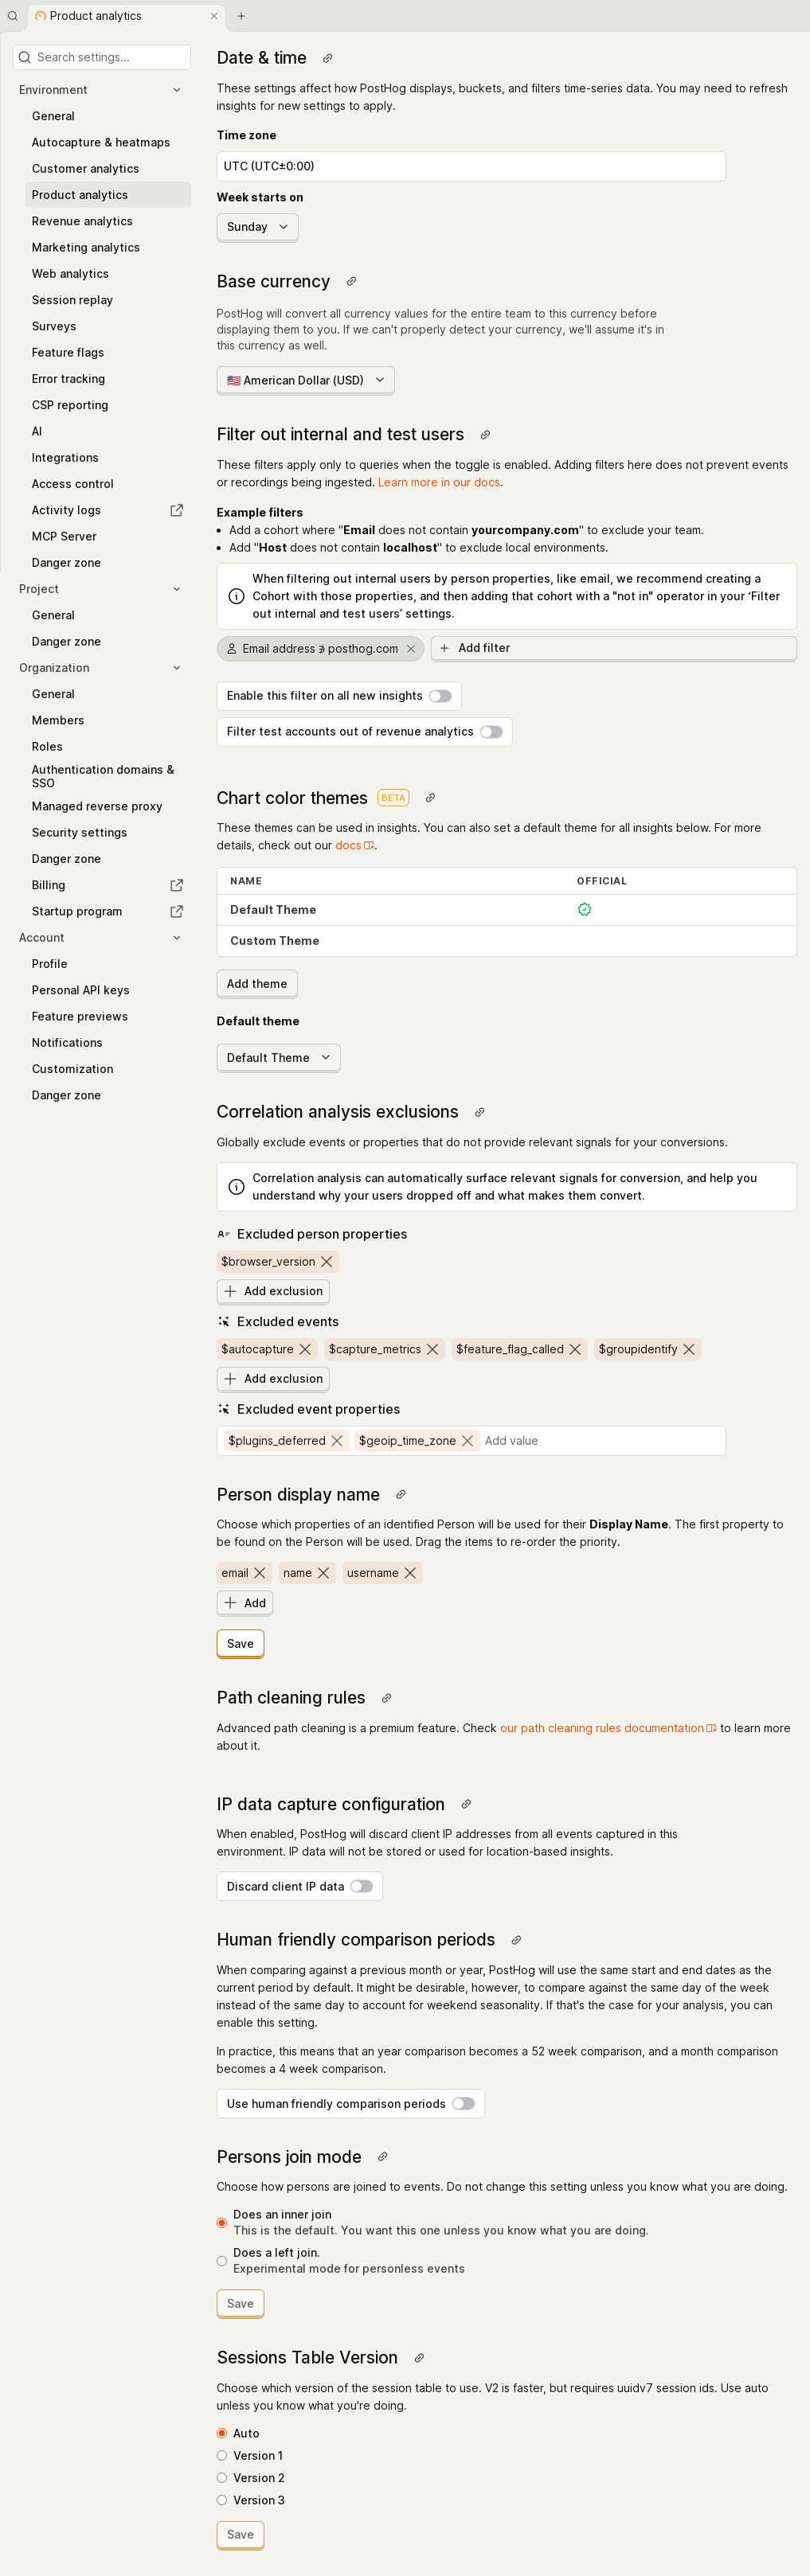 Product analytics
Search settings...
Environment
General
Autocapture & heatmaps
Customer analytics
Product analytics
Revenue analytics
Marketing analytics
Web analytics
Session replay
Surveys
Feature flags
Error tracking
CSP reporting
AI
Integrations
Access control
Activity logs
MCP Server
Danger zone
Project
General
Danger zone
Organization
General
Members
Roles
Authentication domains &
SSO
Managed reverse proxy
Security settings
Danger zone
Billing
Startup program
Account
Profile
Personal API keys
Feature previews
Notifications
Customization
Danger zone
Date & time
These settings affect how PostHog displays, buckets, and filters time-series data. You may need to refresh
insights for new settings to apply.
Time zone
UTC (UTC±0:00)
Week starts on
Sunday
Base currency
PostHog will convert all currency values for the entire team to this currency before
displaying them to you. If we can't properly detect your currency, we'll assume it's in
this currency as well.
🇺🇸 American Dollar (USD)
Filter out internal and test users
These filters apply only to queries when the toggle is enabled. Adding filters here does not prevent events
or recordings being ingested. Learn more in our docs.
Example filters
• Add a cohort where "Email does not contain yourcompany.com" to exclude your team.
• Add "Host does not contain localhost" to exclude local environments.
When filtering out internal users by person properties, like email, we recommend creating a
Cohort with those properties, and then adding that cohort with a "not in" operator in your ‘Filter
out internal and test users’ settings.
Email address ∌ posthog.com
Add filter
Enable this filter on all new insights
Filter test accounts out of revenue analytics
Chart color themes BETA
These themes can be used in insights. You can also set a default theme for all insights below. For more
details, check out our docs.
NAME OFFICIAL
Default Theme
Custom Theme
Add theme
Default theme
Default Theme
Correlation analysis exclusions
Globally exclude events or properties that do not provide relevant signals for your conversions.
Correlation analysis can automatically surface relevant signals for conversion, and help you
understand why your users dropped off and what makes them convert.
Excluded person properties
$browser_version
Add exclusion
Excluded events
$autocapture $capture_metrics $feature_flag_called $groupidentify
Add exclusion
Excluded event properties
$plugins_deferred $geoip_time_zone Add value
Person display name
Choose which properties of an identified Person will be used for their Display Name. The first property to
be found on the Person will be used. Drag the items to re-order the priority.
email name username
Add
Save
Path cleaning rules
Advanced path cleaning is a premium feature. Check our path cleaning rules documentation to learn more
about it.
IP data capture configuration
When enabled, PostHog will discard client IP addresses from all events captured in this
environment. IP data will not be stored or used for location-based insights.
Discard client IP data
Human friendly comparison periods
When comparing against a previous month or year, PostHog will use the same start and end dates as the
current period by default. It might be desirable, however, to compare against the same day of the week
instead of the same day to account for weekend seasonality. If that's the case for your analysis, you can
enable this setting.
In practice, this means that an year comparison becomes a 52 week comparison, and a month comparison
becomes a 4 week comparison.
Use human friendly comparison periods
Persons join mode
Choose how persons are joined to events. Do not change this setting unless you know what you are doing.
Does an inner join
This is the default. You want this one unless you know what you are doing.
Does a left join.
Experimental mode for personless events
Save
Sessions Table Version
Choose which version of the session table to use. V2 is faster, but requires uuidv7 session ids. Use auto
unless you know what you're doing.
Auto
Version 1
Version 2
Version 3
Save